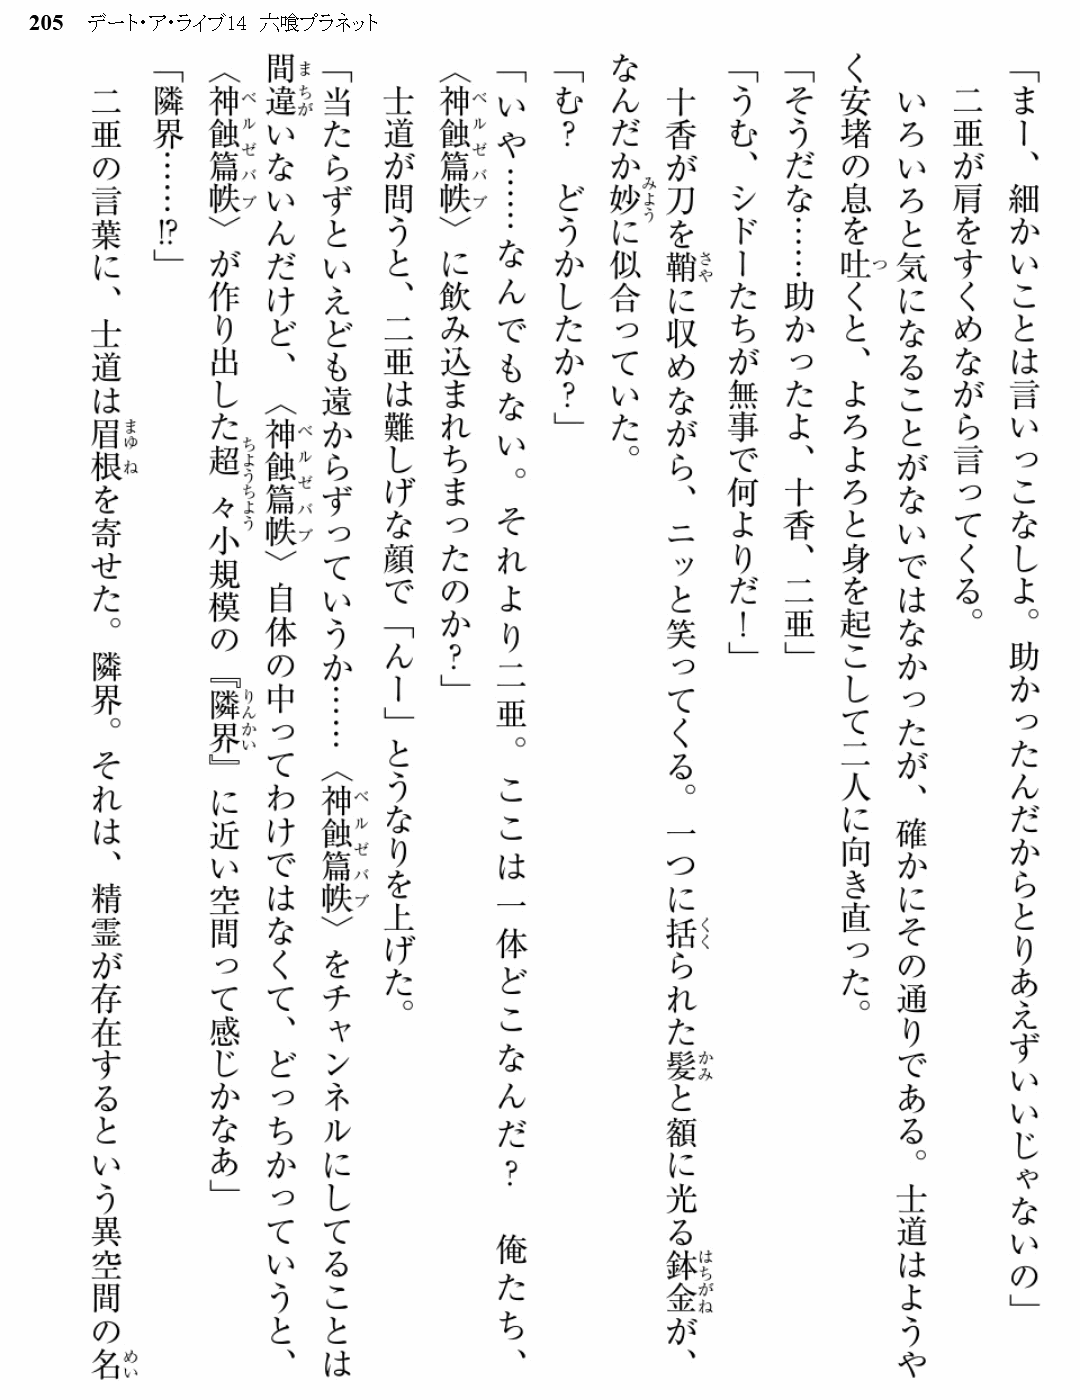 205 デート・ア・ライブ14 六喰プラネット
「まー、細かいことは言いっこなしよ。助かったんだからとりあえずいいじゃないの」
二亜が肩をすくめながら言ってくる。
いろいろと気になることがないではなかったが、確かにその通りである。士道はようや
く安堵の息を吐くと、よろよろと身を起こして二人に向き直った。
「そうだな……助かったよ、十香、二亜」
「うむ、シドーたちが無事で何よりだ！」
十香が刀を鞘に収めながら、ニッと笑ってくる。一つに括られた髪と額に光る鉢金が、
なんだか妙に似合っていた。
「む？　どうかしたか？」
「いや……なんでもない。それより二亜。ここは一体どこなんだ？　俺たち、
〈神蝕篇帙〉に飲み込まれちまったのか？」
士道が問うと、二亜は難しげな顔で「んー」とうなりを上げた。
「当たらずといえども遠からずっていうか……〈神蝕篇帙〉をチャンネルにしてることは
間違いないんだけど、〈神蝕篇帙〉自体の中ってわけではなくて、どっちかっていうと、
〈神蝕篇帙〉が作り出した超々小規模の『隣界』に近い空間って感じかなあ」
「隣界……!?」
二亜の言葉に、士道は眉根を寄せた。隣界。それは、精霊が存在するという異空間の名